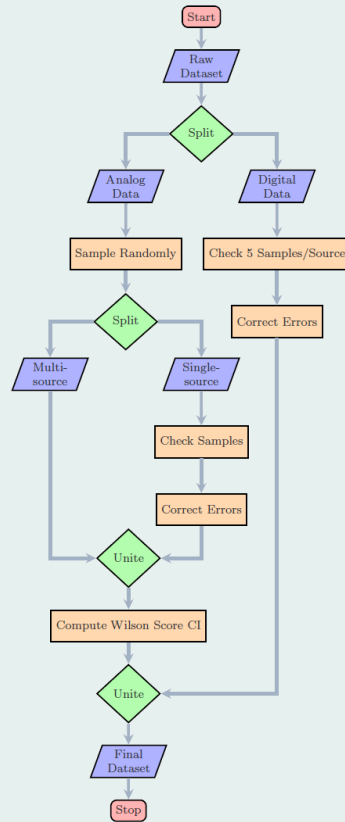 Start
Raw
Dataset
Split
Analog
Data
Digital
Data
Sample Randomly
Check 5 Samples/Source
Split
Correct Errors
Multi-
source
Single-
source
Check Samples
Correct Errors
Unite
Compute Wilson Score CI
Unite
Final
Dataset
Stop